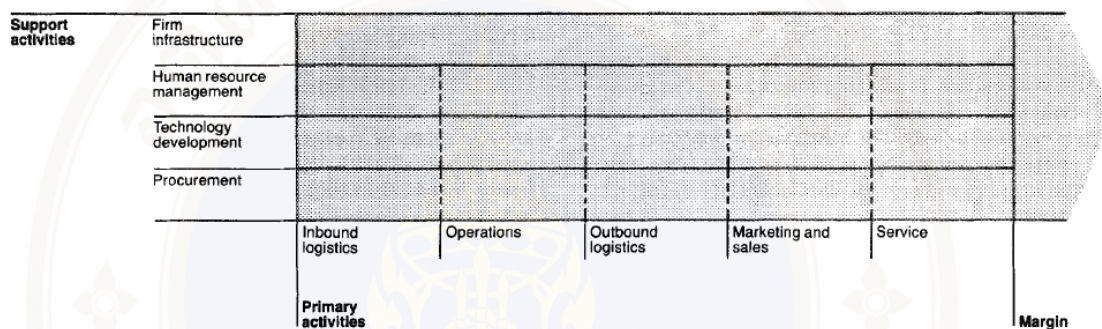 Support
activities
Firm
infrastructure
Human resource
management
Technology
development
Procurement
Inbound
logistics
Operations
Outbound
logistics
Marketing and
sales
Service
Primary
activities
Margin